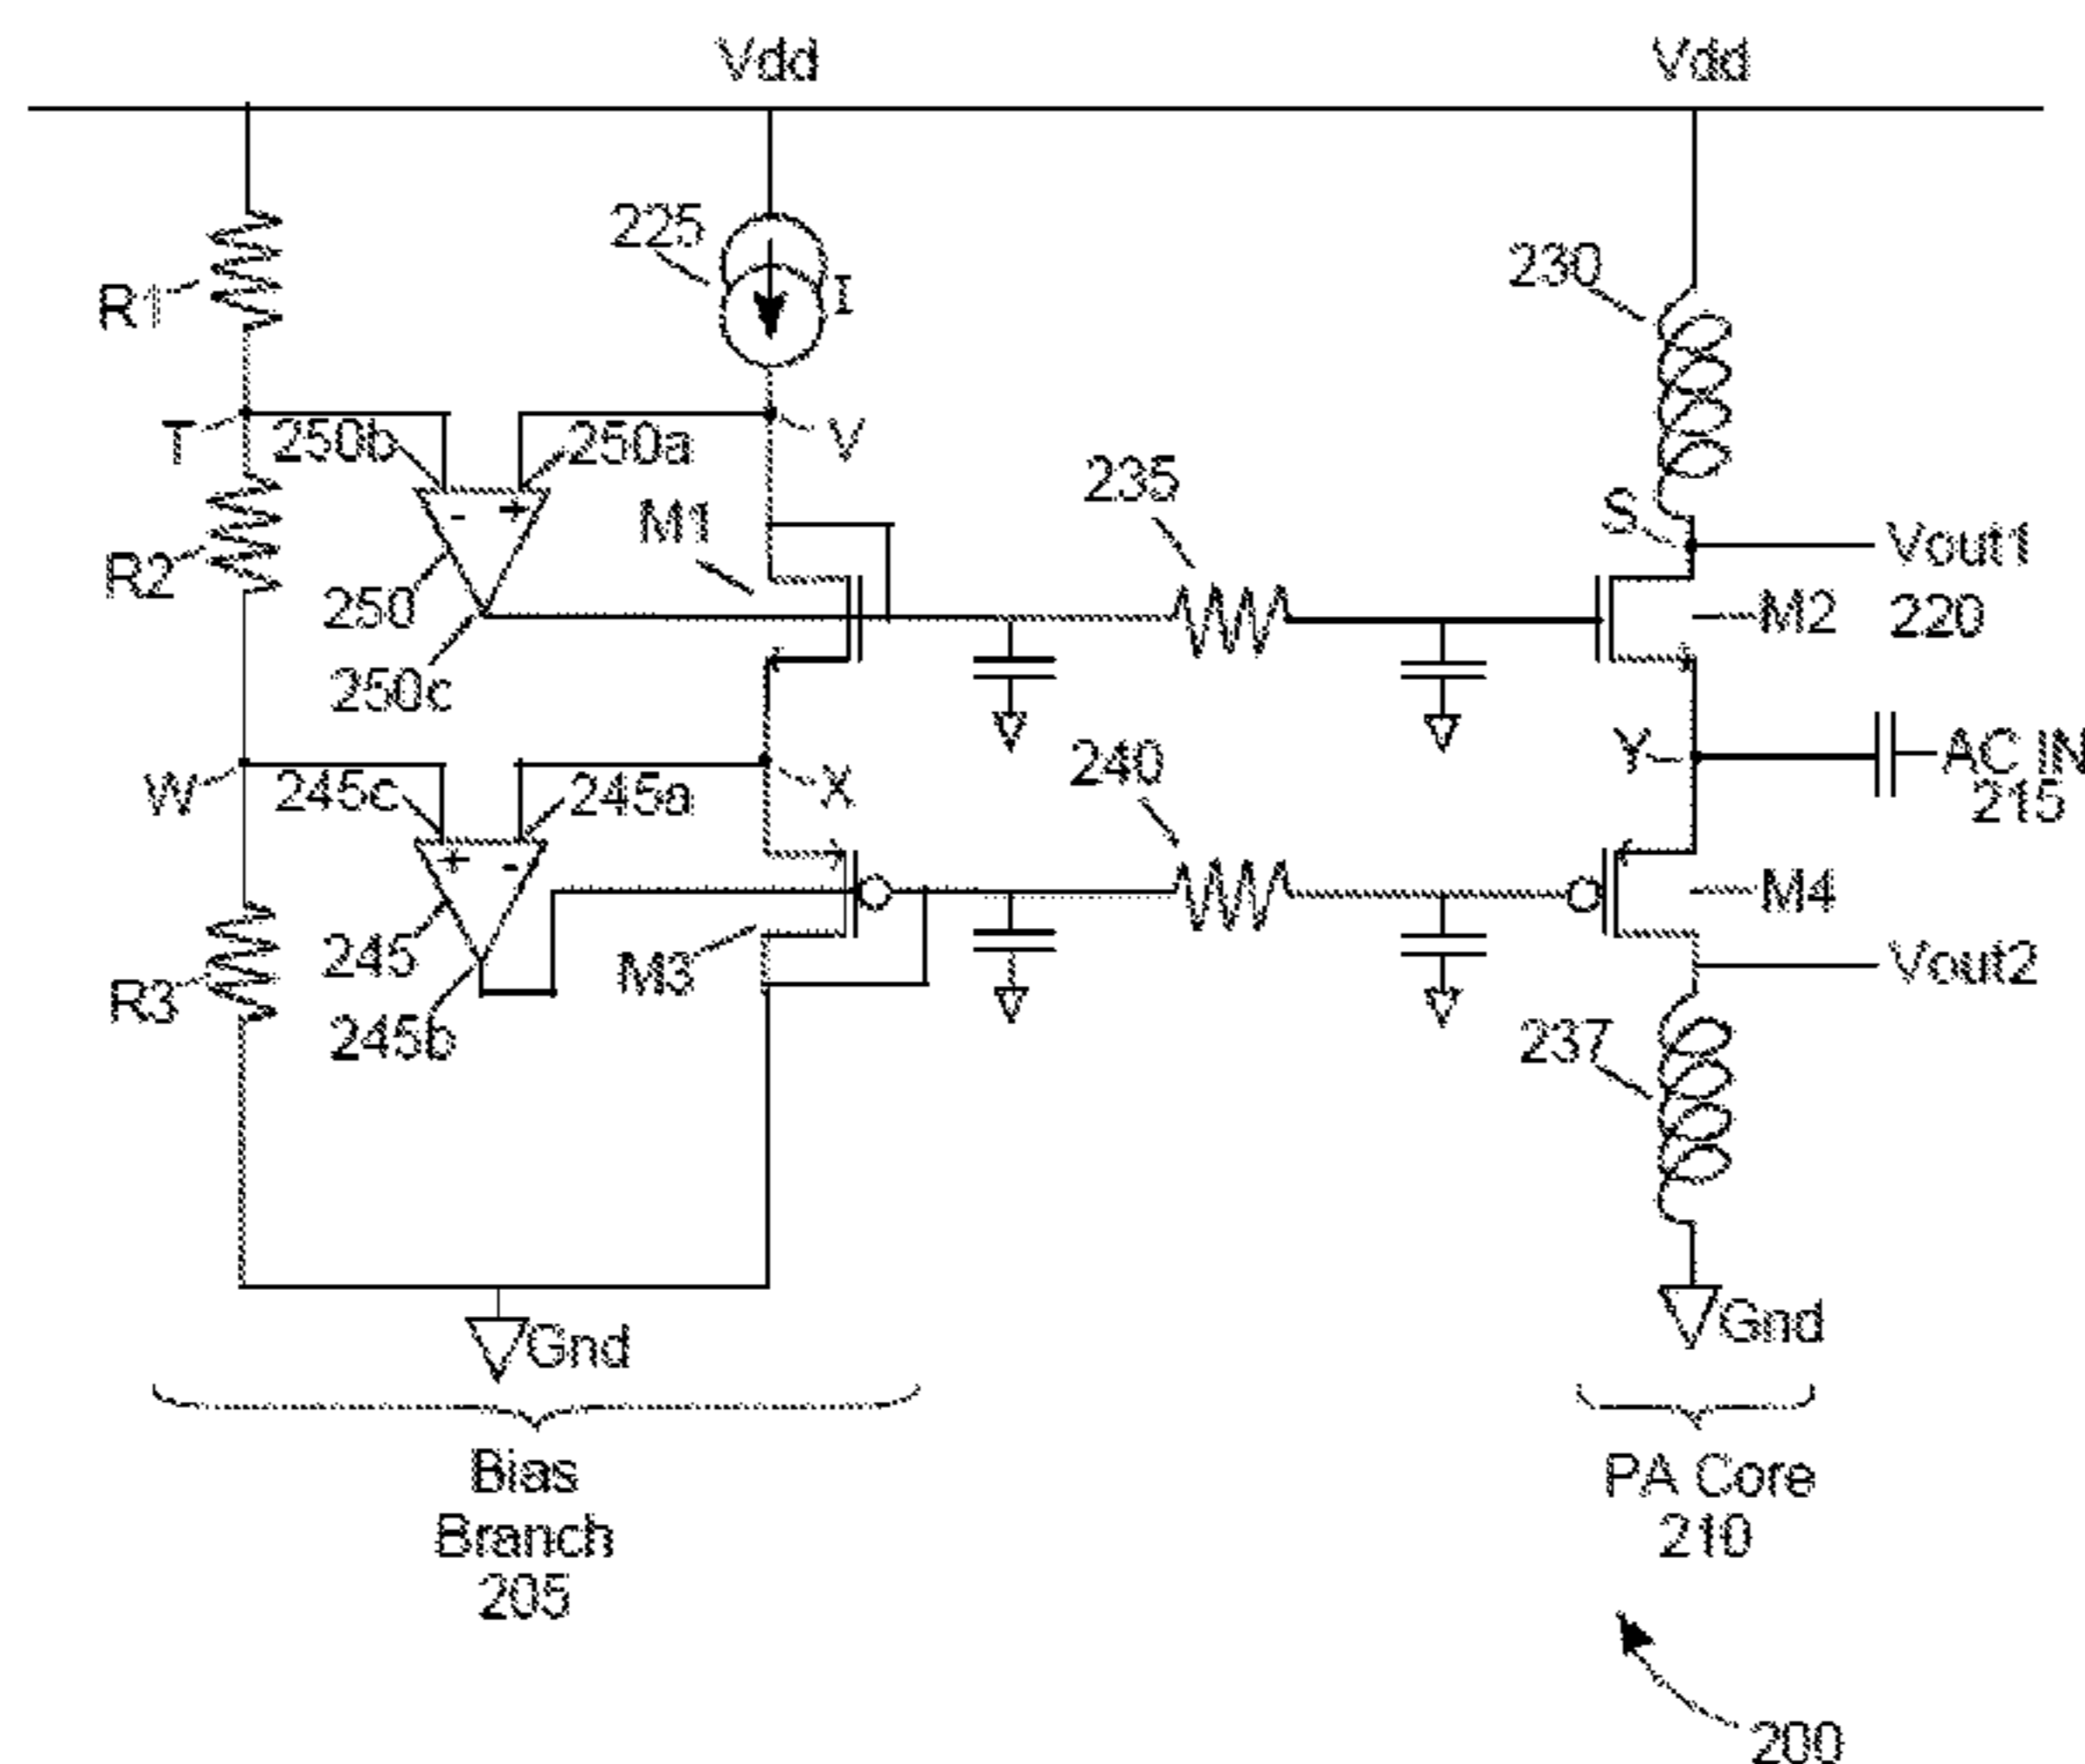 Vdd
Vdd
225
I
230
R1
T
250b
250a
V
235
M1
S
Vout1
R2
-
+
250
M2
220
250c
240
Y
AC IN
W
245c
245a
X
215
+
-
M4
245
M3
Vout2
R3
245b
237
Gnd
Gnd
Bias
Branch
205
PA Core
210
200